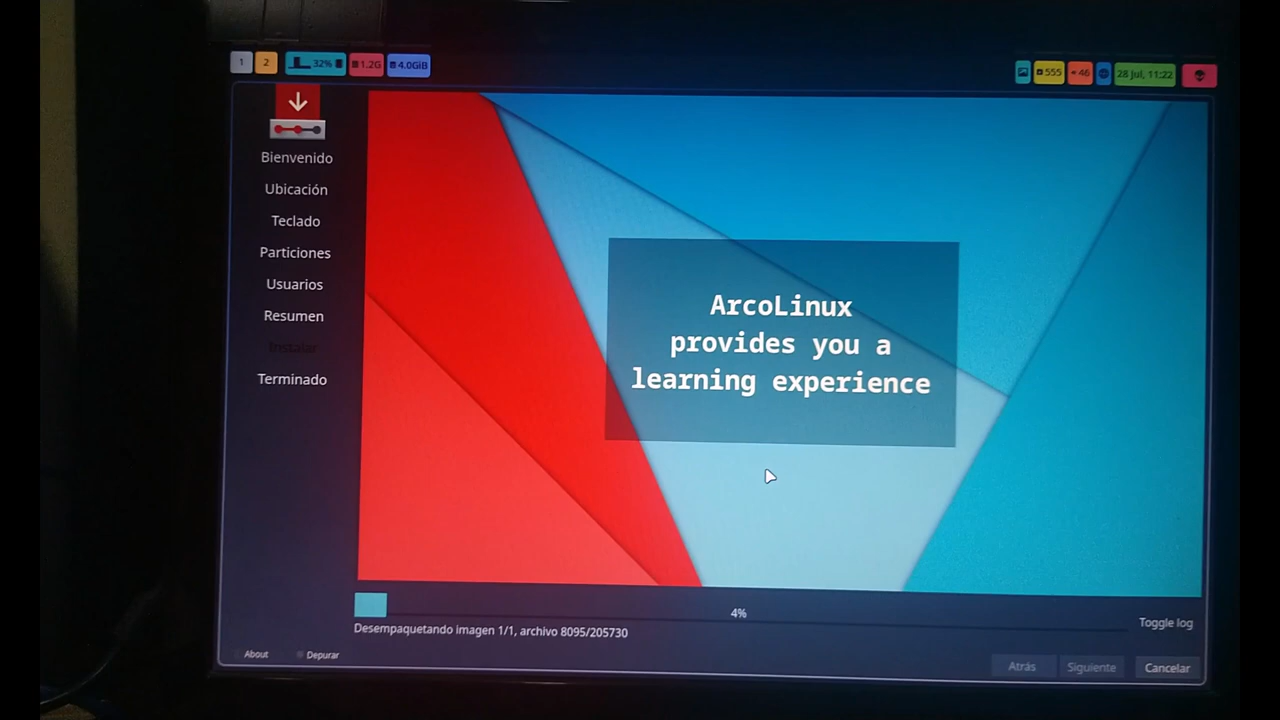 1 2 32% 1.2G 4.0GiB 555 46 28 Jul, 11:22
Bienvenido
Ubicación
Teclado
Particiones
Usuarios
Resumen
Instalar
Terminado
ArcoLinux
provides you a
learning experience
4%
Desempaquetando imagen 1/1, archivo 8095/205730
Toggle log
About Depurar
Atrás Siguiente Cancelar